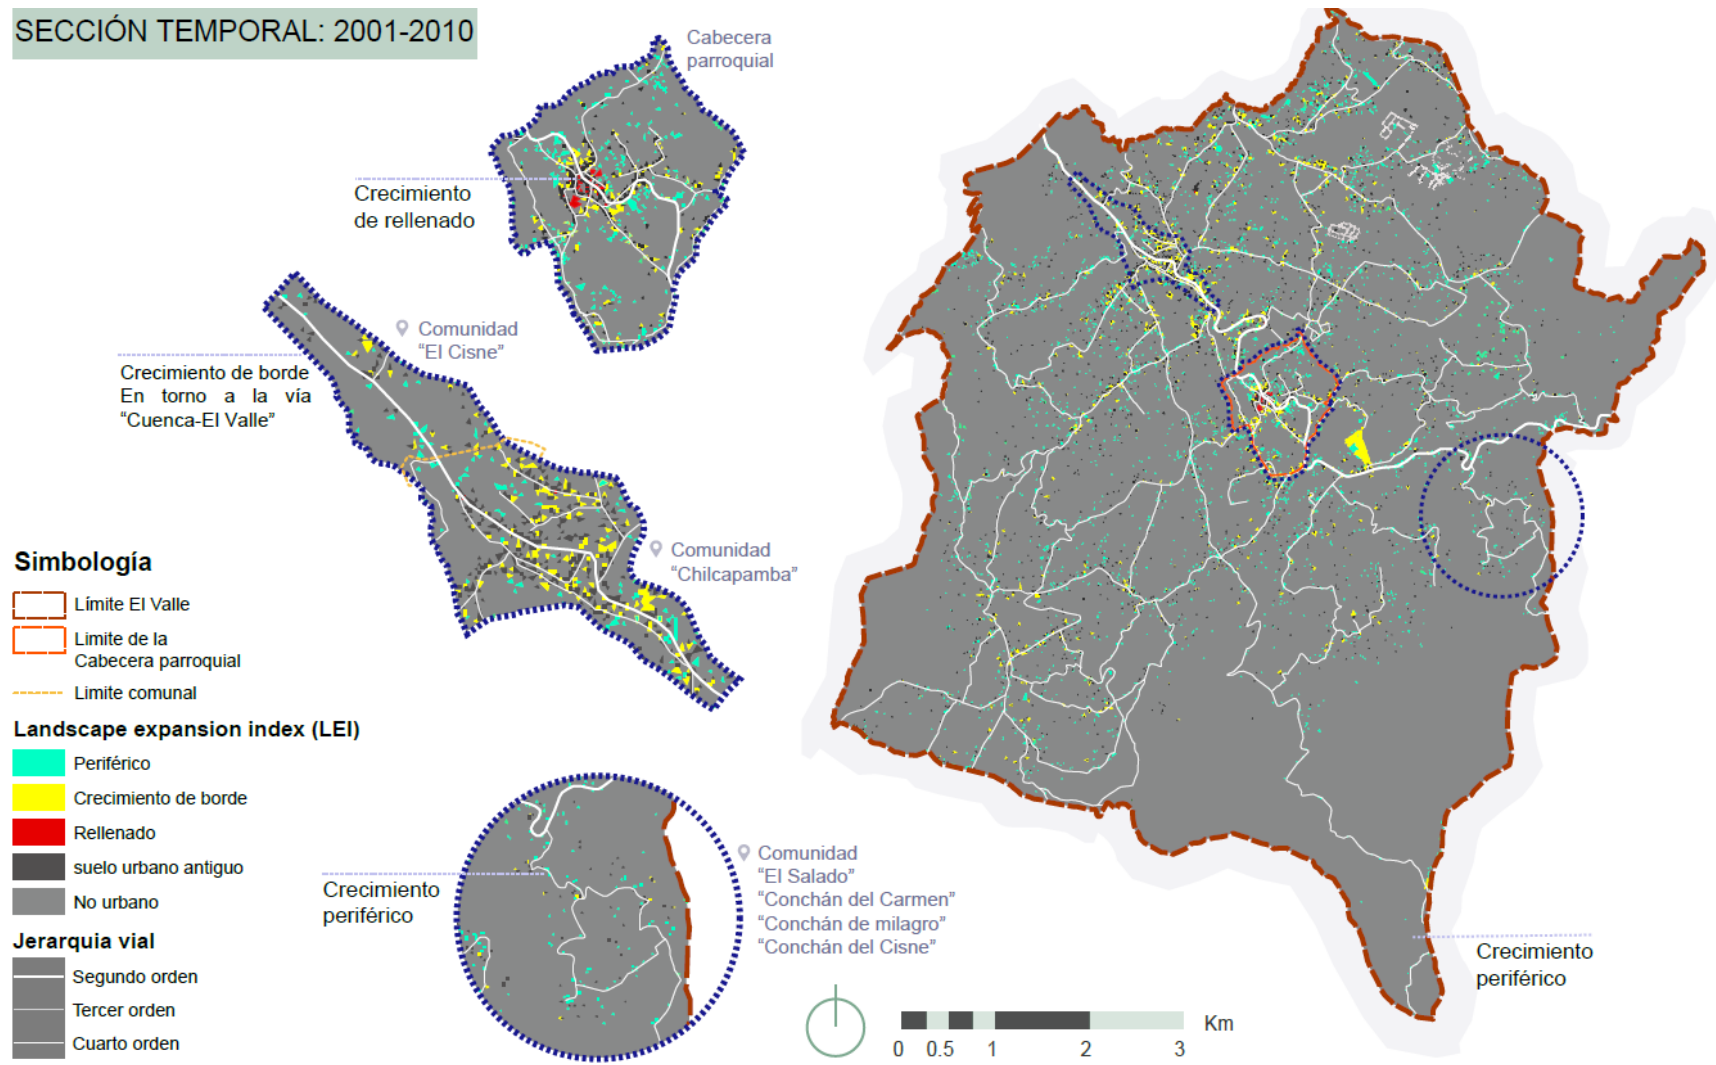 SECCIÓN TEMPORAL: 2001-2010
Cabecera
parroquial
Crecimiento
de rellenado
Comunidad
“El Cisne”
Crecimiento de borde
En torno a la vía
“Cuenca-El Valle”
Comunidad
“Chilcapamba”
Simbología
Límite El Valle
Limite de la
Cabecera parroquial
Limite comunal
Landscape expansion index (LEI)
Periférico
Crecimiento de borde
Rellenado
suelo urbano antiguo
No urbano
Jerarquia vial
Segundo orden
Tercer orden
Cuarto orden
Crecimiento
periférico
Comunidad
“El Salado”
“Conchán del Carmen”
“Conchán de milagro”
“Conchán del Cisne”
Crecimiento
periférico
Km
0 0.5 1 2 3